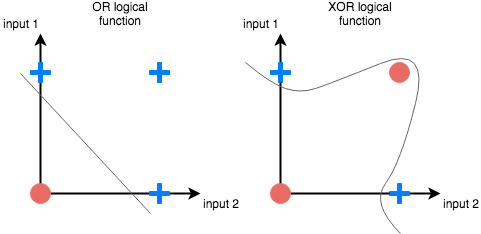 OR logical
function
input 1
input 2
XOR logical
function
input 1
input 2